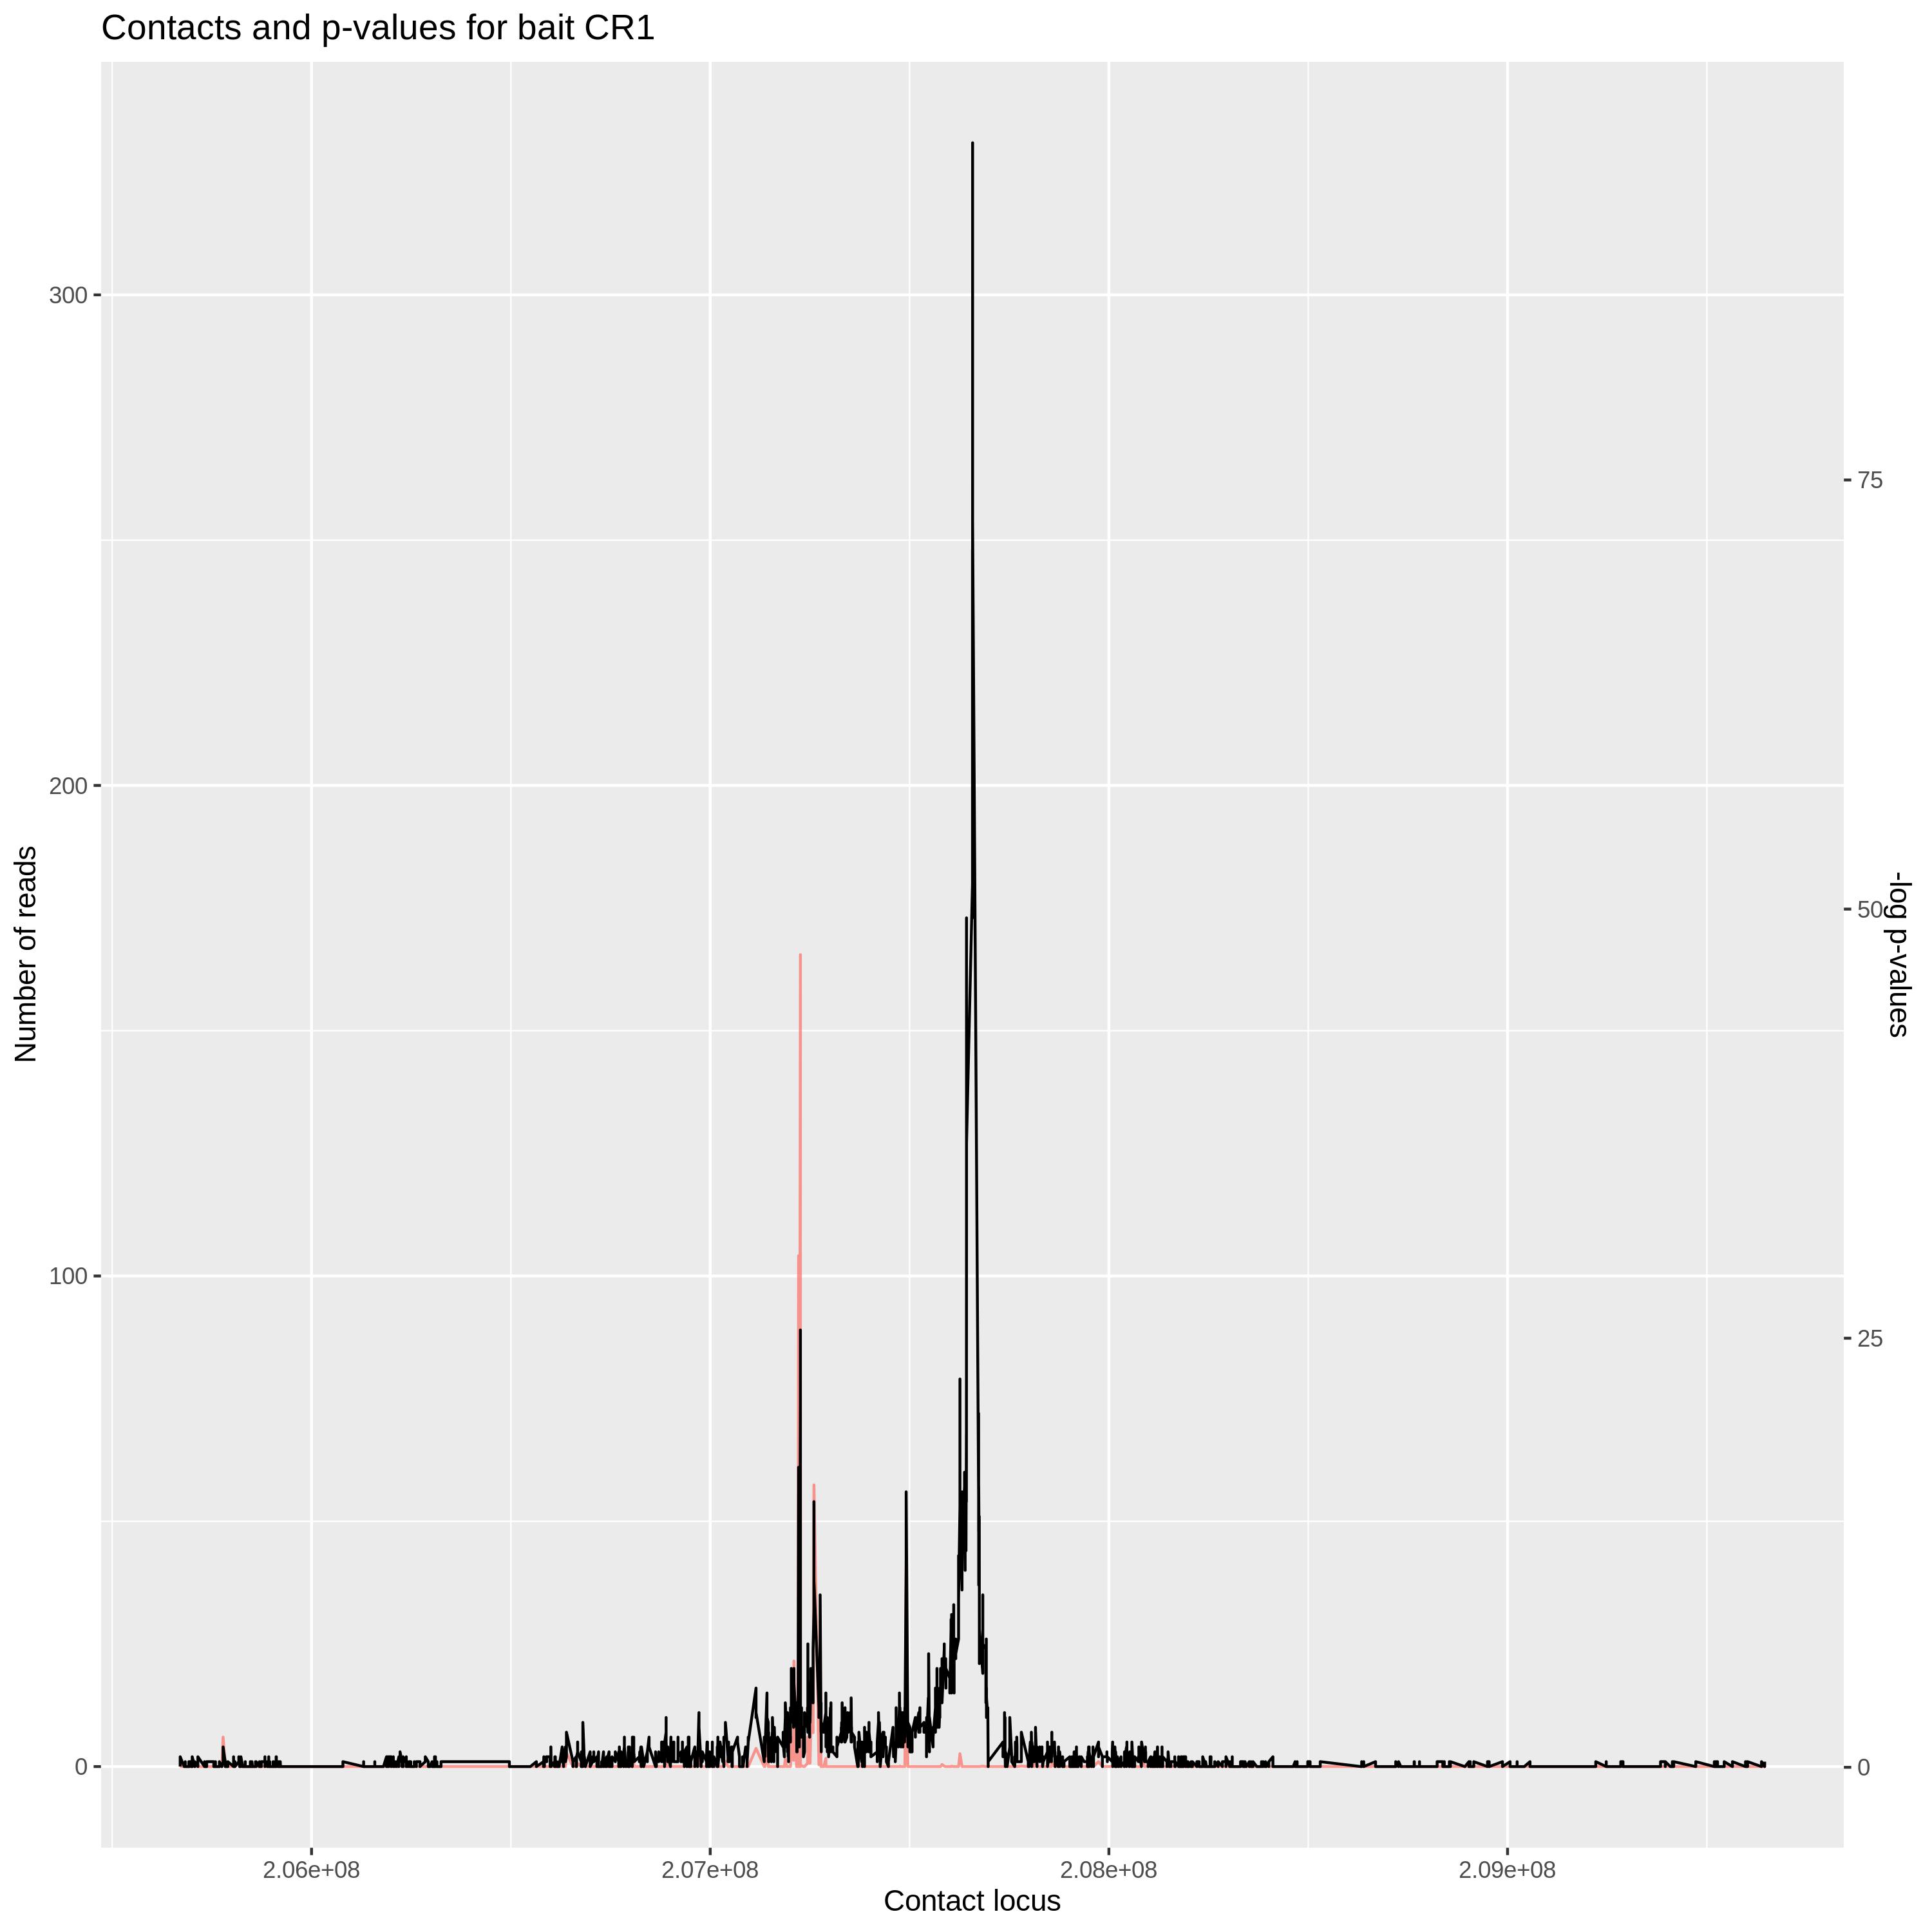 Contacts and p-values for bait CR1
300
200
100
0
Number of reads
75
50
25
0
-log p-values
2.06e+08 2.07e+08 2.08e+08 2.09e+08
Contact locus